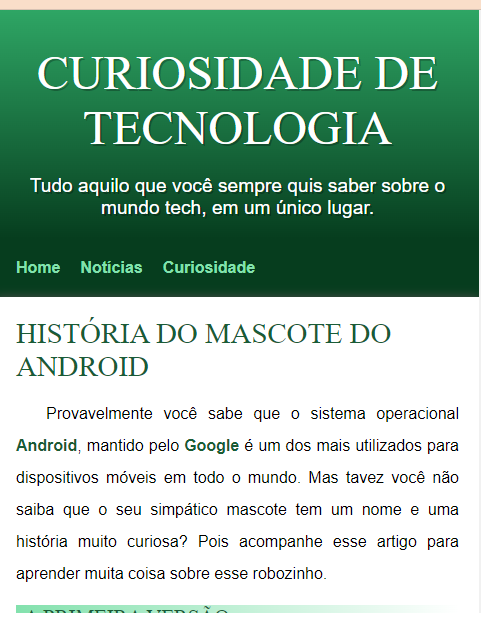 CURIOSIDADE DE
TECNOLOGIA
Tudo aquilo que você sempre quis saber sobre o
mundo tech, em um único lugar.
Home Notícias Curiosidade
HISTÓRIA DO MASCOTE DO
ANDROID
Provavelmente você sabe que o sistema operacional
Android, mantido pelo Google é um dos mais utilizados para
dispositivos móveis em todo o mundo. Mas tavez você não
saiba que o seu simpático mascote tem um nome e uma
história muito curiosa? Pois acompanhe esse artigo para
aprender muita coisa sobre esse robozinho.
A PRIMEIRA VERSÃO